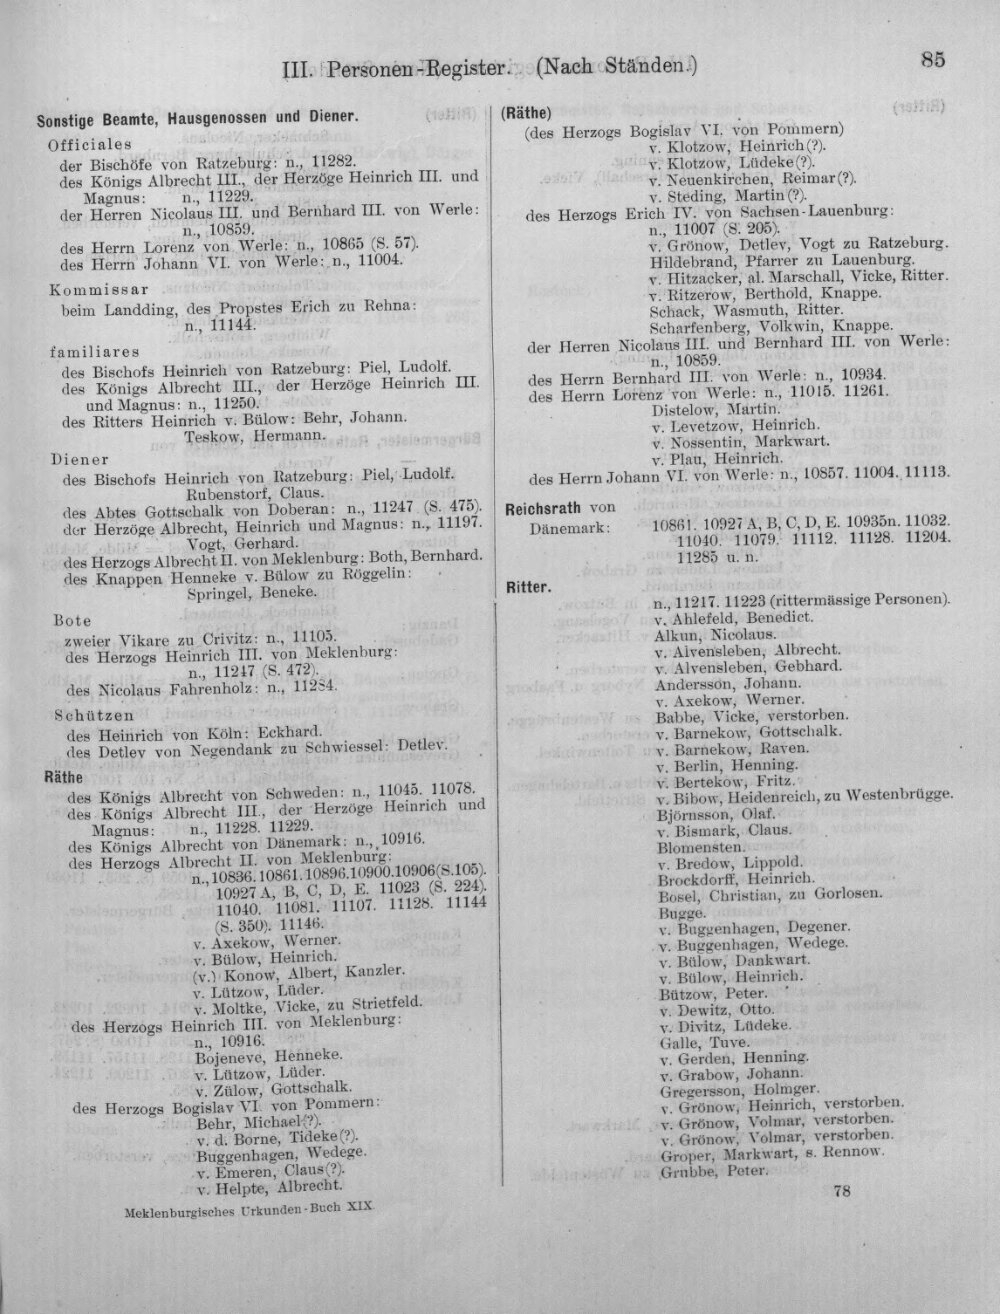 III. Personen-Register. (Nach Ständen.)
85
Sonstige Beamte, Hausgenossen und Diener.
Officiales
der Bischöfe von Ratzeburg: n., 11282.
des Königs Albrecht III., der Herzöge Heinrich III. und
Magnus: n., 11229.
der Herren Nicolaus III. und Bernhard III. von Werle:
n., 10859.
des Herrn Lorenz von Werle: n., 10865 (S. 57).
des Herrn Johann VI. von Werle: n., 11004.
Kommissar
beim Landding, des Propstes Erich zu Rehna:
n., 11144.
familiares
des Bischofs Heinrich von Ratzeburg: Piel, Ludolf.
des Königs Albrecht III., der Herzöge Heinrich III.
und Magnus: n., 11250.
des Ritters Heinrich v. Bülow: Behr, Johann.
Teskow, Hermann.
Diener
des Bischofs Heinrich von Ratzeburg: Piel, Ludolf.
Rubenstorf, Claus.
des Abtes Gottschalk von Doberan: n., 11247 (S. 475).
der Herzöge Albrecht, Heinrich und Magnus: n., 11197.
Vogt, Gerhard.
des Herzogs Albrecht II. von Meklenburg: Both, Bernhard.
des Knappen Henneke v. Bülow zu Röggelin:
Springel, Beneke.
Bote
zweier Vikare zu Crivitz: n., 11105.
des Herzogs Heinrich III. von Meklenburg:
n., 11247 (S. 472).
des Nicolaus Fahrenholz: n., 11284.
Schützen
des Heinrich von Köln: Eckhard.
des Detlev von Negendank zu Schwiessel: Detlev.
Räthe
des Königs Albrecht von Schweden: n., 11045. 11078.
des Königs Albrecht III., der Herzöge Heinrich und
Magnus: n., 11228. 11229.
des Königs Albrecht von Dänemark: n., 10916.
des Herzogs Albrecht II. von Meklenburg:
n., 10836. 10861. 10896. 10900. 10906 (S. 105).
10927 A, B, C, D, E. 11023 (S. 224).
11040. 11081. 11107. 11128. 11144
(S. 350). 11146.
v. Axekow, Werner.
v. Bülow, Heinrich.
(v.) Konow, Albert, Kanzler.
v. Lützow, Lüder.
v. Moltke, Vicke, zu Strietfeld.
des Herzogs Heinrich III. von Meklenburg:
n., 10916.
Bojeneve, Henneke.
v. Lützow, Lüder.
v. Zülow, Gottschalk.
des Herzogs Bogislav VI. von Pommern:
Behr, Michael(?).
v. d. Borne, Tideke(?).
Buggenhagen, Wedege.
v. Emeren, Claus(?).
v. Helpte, Albrecht.
Meklenburgisches Urkunden-Buch XIX
(Räthe)
(des Herzogs Bogislav VI. von Pommern)
v. Klotzow, Heinrich(?).
v. Klotzow, Lüdeke(?).
v. Neuenkirchen, Reimar(?).
v. Steding, Martin(?).
des Herzogs Erich IV. von Sachsen-Lauenburg:
n., 11007 (S. 205).
v. Grönow, Detlev, Vogt zu Ratzeburg.
Hildebrand, Pfarrer zu Lauenburg.
v. Hitzacker, al. Marschall, Vicke, Ritter.
v. Ritzerow, Berthold, Knappe.
Schack, Wasmuth, Ritter.
Scharfenberg, Volkwin, Knappe.
der Herren Nicolaus III. und Bernhard III. von Werle:
n., 10859.
des Herrn Bernhard III. von Werle: n., 10934.
des Herrn Lorenz von Werle: n., 11015. 11261.
Distelow, Martin.
v. Levetzow, Heinrich.
v. Nossentin, Markwart.
v. Plau, Heinrich.
des Herrn Johann VI. von Werle: n., 10857. 11004. 11113.
Reichsrath von
Dänemark: 10861. 10927 A, B, C, D, E. 10935n. 11032.
11040. 11079. 11112. 11128. 11204.
11285 u. n.
Ritter.
n., 11217. 11223 (rittermässige Personen).
v. Ahlefeld, Benedict.
Alkun, Nicolaus.
v. Alvensleben, Albrecht.
v. Alvensleben, Gebhard.
Andersson, Johann.
v. Axekow, Werner.
Babbe, Vicke, verstorben.
v. Barnekow, Gottschalk.
v. Barnekow, Raven.
v. Berlin, Henning.
v. Bertekow, Fritz.
v. Bibow, Heidenreich, zu Westenbrügge.
Björnsson, Olaf.
v. Bismark, Claus.
Blomensten.
v. Bredow, Lippold.
Brockdorff, Heinrich.
Bosel, Christian, zu Gorlosen.
Bugge.
v. Buggenhagen, Degener.
v. Buggenhagen, Wedege.
v. Bülow, Dankwart.
v. Bülow, Heinrich.
Bützow, Peter.
v. Dewitz, Otto.
v. Divitz, Lüdeke.
Galle, Tuve.
v. Gerden, Henning.
v. Grabow, Johann.
Gregersson, Holmger.
v. Grönow, Heinrich, verstorben.
v. Grönow, Volmar, verstorben.
v. Grönow, Volmar, verstorben.
Groper, Markwart, s. Rennow.
Grubbe, Peter.
78